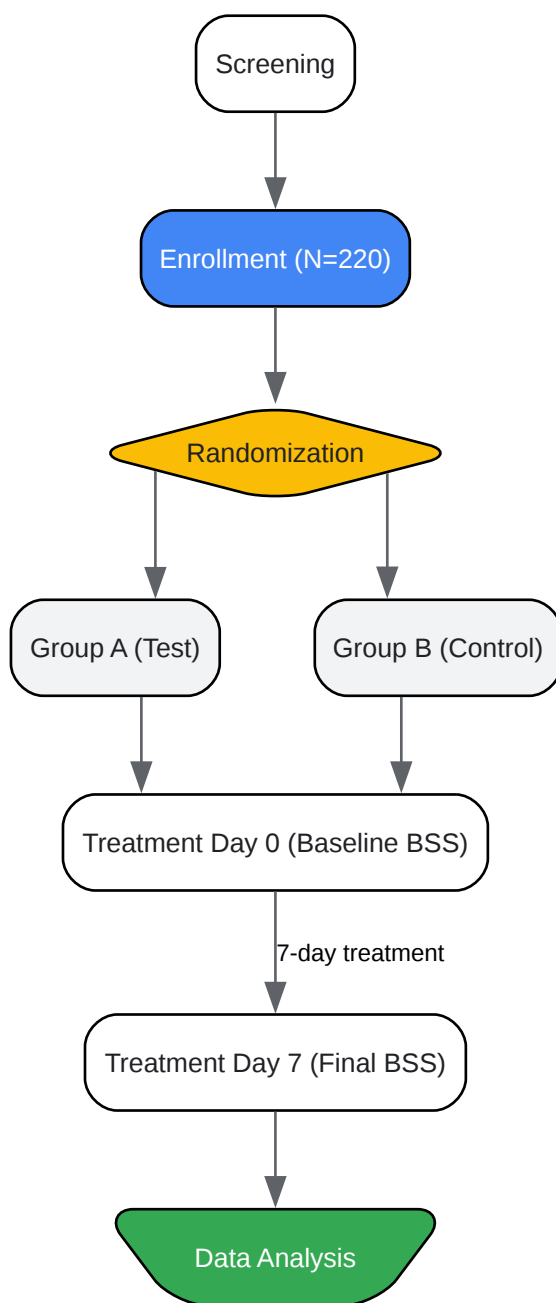 Screening
Enrollment (N=220)
Randomization
Group A (Test)
Group B (Control)
Treatment Day 0 (Baseline BSS)
7-day treatment
Treatment Day 7 (Final BSS)
Data Analysis